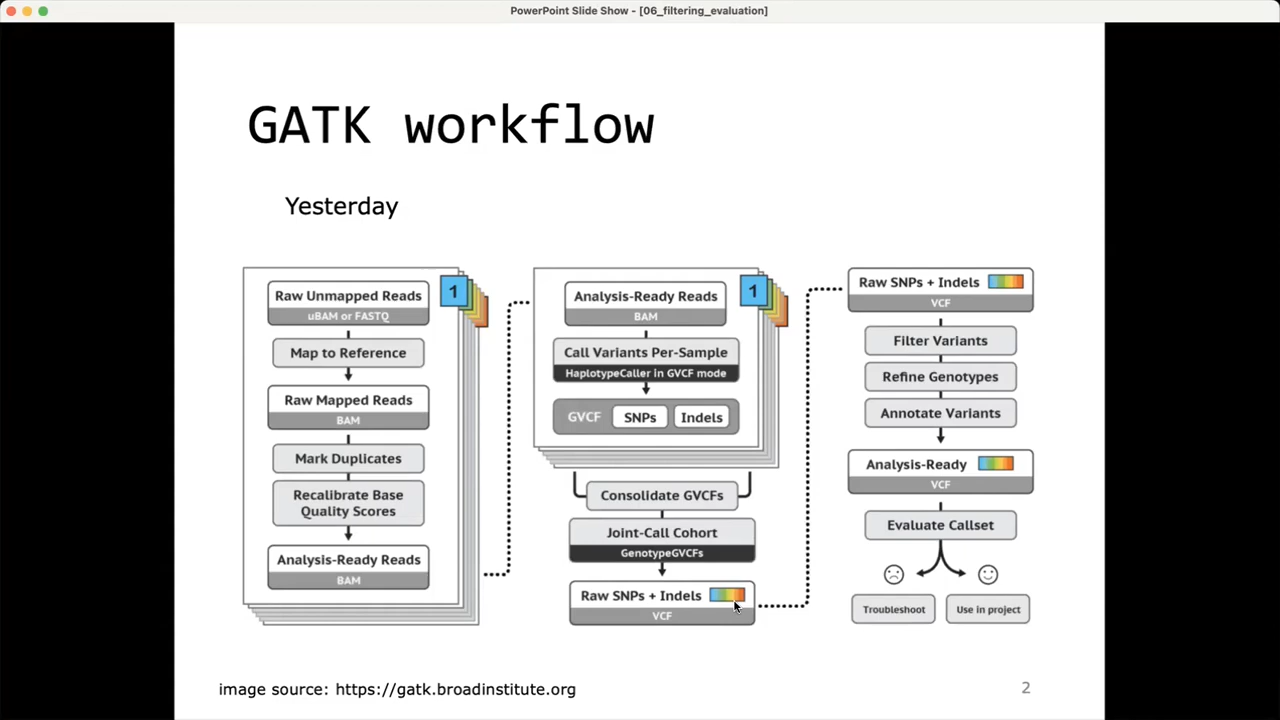 PowerPoint Slide Show - [06_filtering_evaluation]
GATK workflow
Yesterday
Raw Unmapped Reads
uBAM or FASTQ
Map to Reference
Raw Mapped Reads
BAM
Mark Duplicates
Recalibrate Base
Quality Scores
Analysis-Ready Reads
BAM
1
Analysis-Ready Reads
BAM
Call Variants Per-Sample
HaplotypeCaller in GVCF mode
GVCF SNPs Indels
1
Consolidate GVCFs
Joint-Call Cohort
GenotypeGVCFs
Raw SNPs + Indels
VCF
Raw SNPs + Indels
VCF
Filter Variants
Refine Genotypes
Annotate Variants
Analysis-Ready
VCF
Evaluate Callset
Troubleshoot
Use in project
image source: https://gatk.broadinstitute.org
2